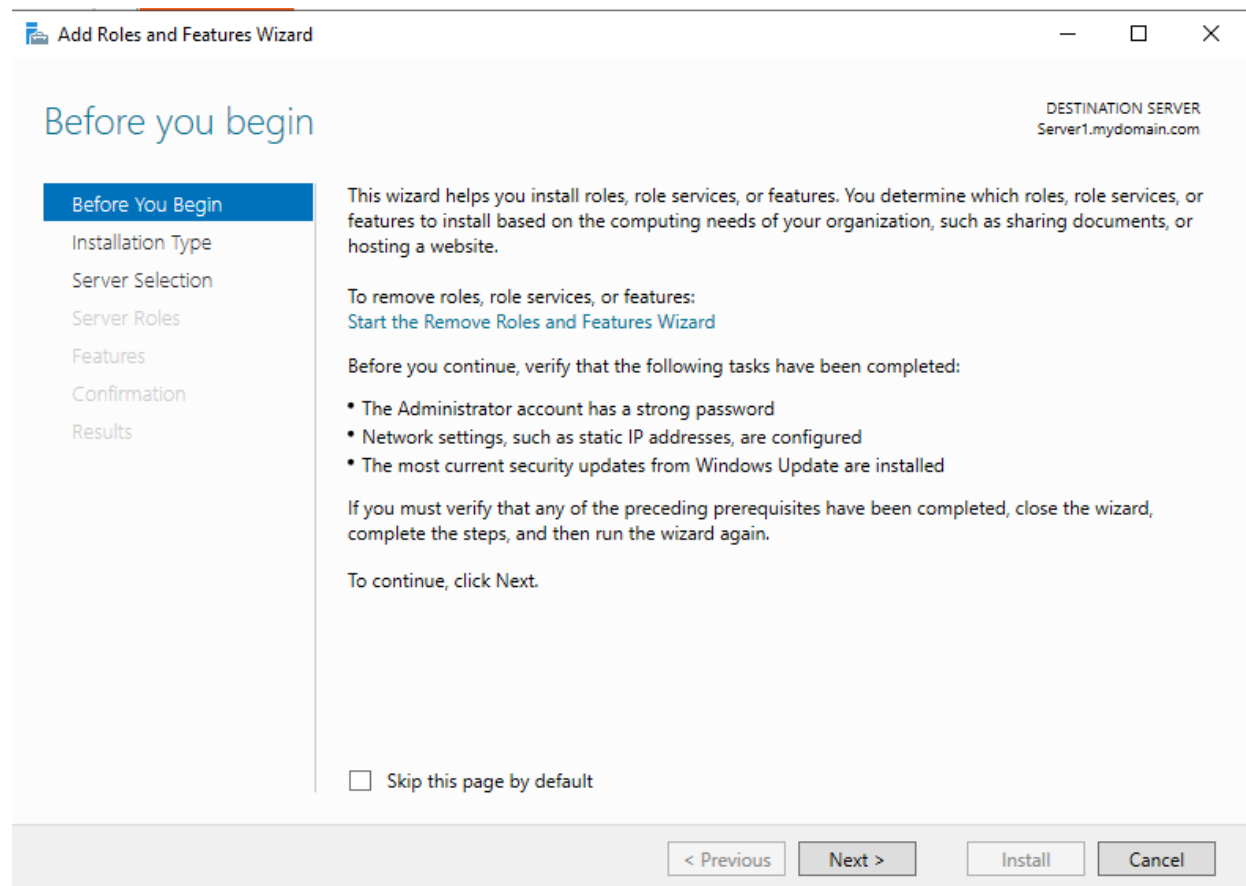 Add Roles and Features Wizard
Before you begin
DESTINATION SERVER
Server1.mydomain.com
Before You Begin
Installation Type
Server Selection
Server Roles
Features
Confirmation
Results
This wizard helps you install roles, role services, or features. You determine which roles, role services, or
features to install based on the computing needs of your organization, such as sharing documents, or
hosting a website.
To remove roles, role services, or features:
Start the Remove Roles and Features Wizard
Before you continue, verify that the following tasks have been completed:
• The Administrator account has a strong password
• Network settings, such as static IP addresses, are configured
• The most current security updates from Windows Update are installed
If you must verify that any of the preceding prerequisites have been completed, close the wizard,
complete the steps, and then run the wizard again.
To continue, click Next.
Skip this page by default
< Previous
Next >
Install
Cancel